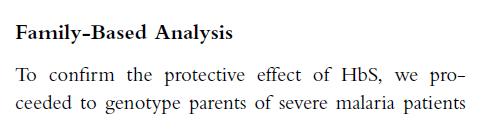 Family-Based Analysis
To confirm the protective effect of HbS, we pro-
ceeded to genotype parents of severe malaria patients